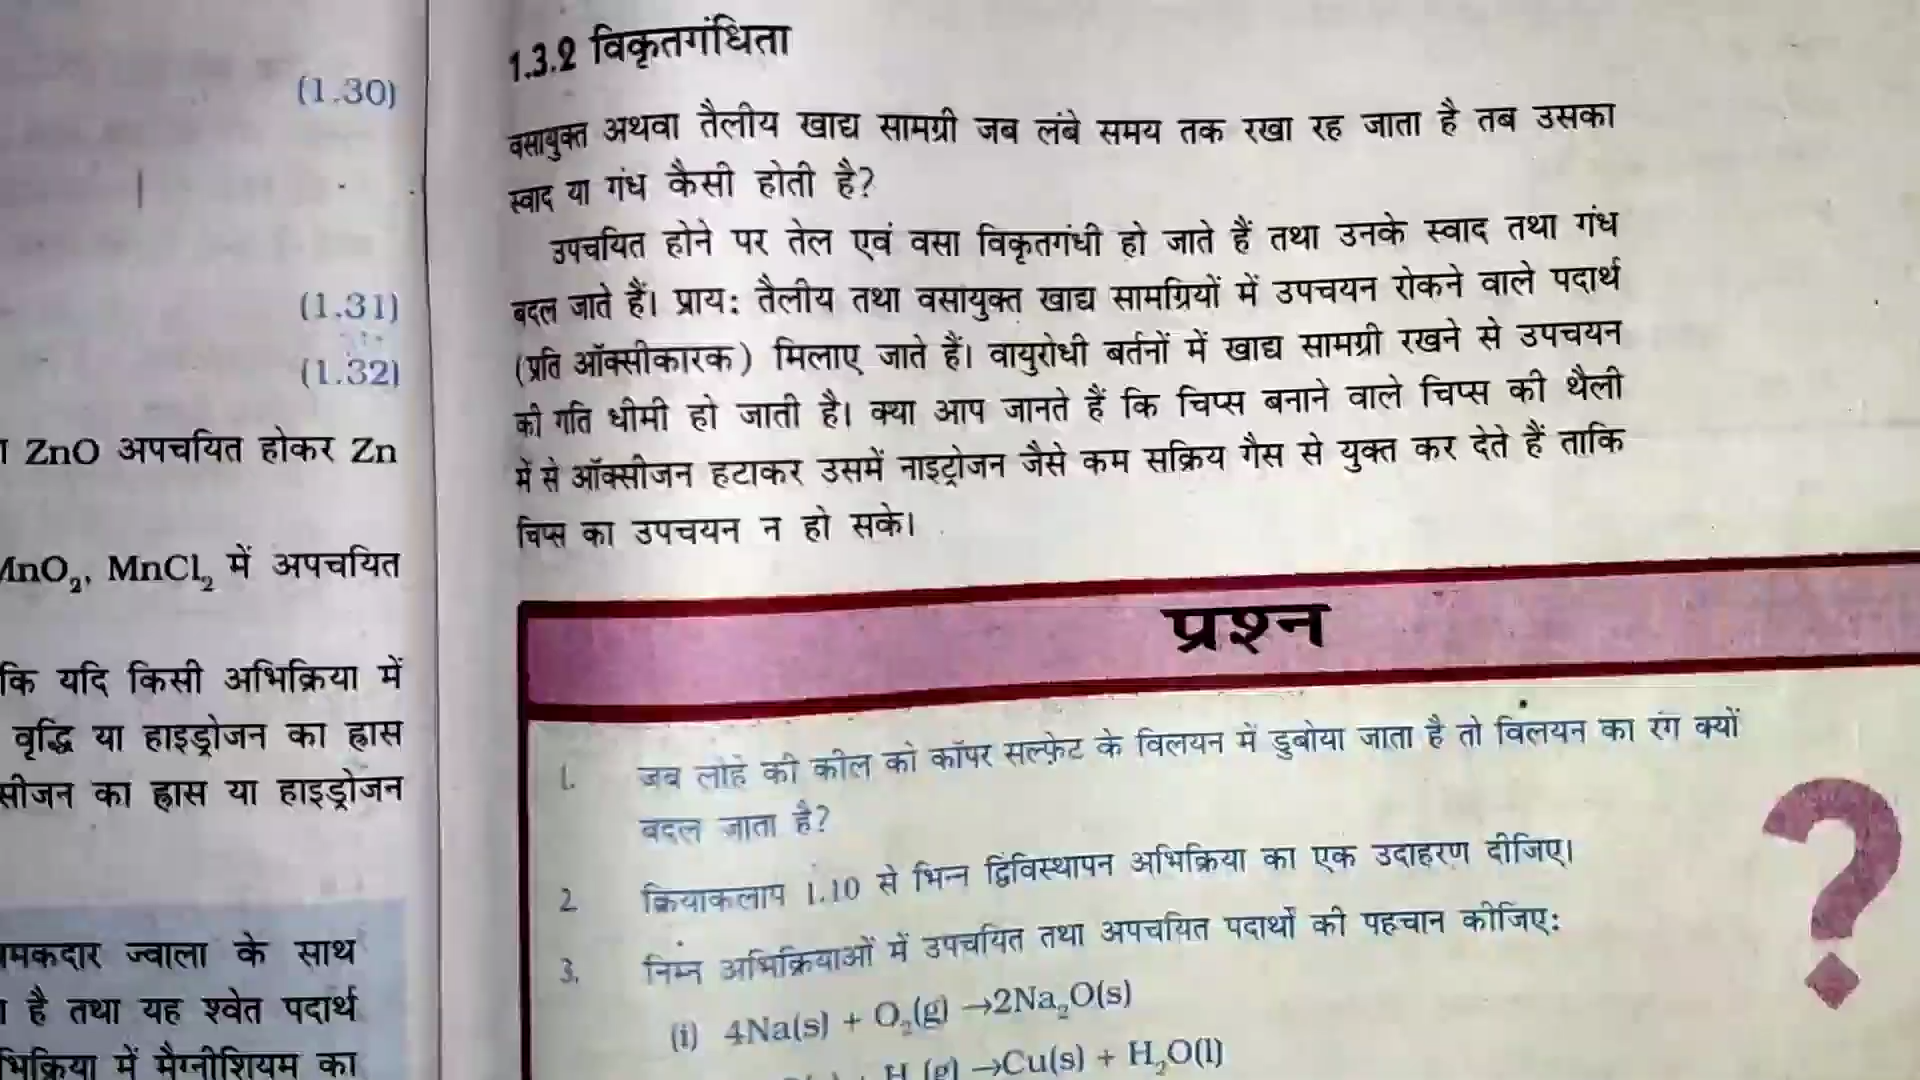 (1.30)
(1.31)
(1.32)
ZnO अपचयित होकर Zn
MnO₂, MnCl₂ में अपचयित
कि यदि किसी अभिक्रिया में
वृद्धि या हाइड्रोजन का ह्रास
सीजन का ह्रास या हाइड्रोजन
मकदार ज्वाला के साथ
है तथा यह श्वेत पदार्थ
भिक्रिया में मैग्नीशियम का
1.3.2 विकृतगंधिता
वसायुक्त अथवा तैलीय खाद्य सामग्री जब लंबे समय तक रखा रह जाता है तब उसका
स्वाद या गंध कैसी होती है?
उपचयित होने पर तेल एवं वसा विकृतगंधी हो जाते हैं तथा उनके स्वाद तथा गंध
बदल जाते हैं। प्राय: तैलीय तथा वसायुक्त खाद्य सामग्रियों में उपचयन रोकने वाले पदार्थ
(प्रति ऑक्सीकारक) मिलाए जाते हैं। वायुरोधी बर्तनों में खाद्य सामग्री रखने से उपचयन
की गति धीमी हो जाती है। क्या आप जानते हैं कि चिप्स बनाने वाले चिप्स की थैली
में से ऑक्सीजन हटाकर उसमें नाइट्रोजन जैसे कम सक्रिय गैस से युक्त कर देते हैं ताकि
चिप्स का उपचयन न हो सके।
प्रश्न
1. जब लोहे की कील को कॉपर सल्फ़ेट के विलयन में डुबोया जाता है तो विलयन का रंग क्यों
बदल जाता है?
2 क्रियाकलाप 1.10 से भिन्न द्विविस्थापन अभिक्रिया का एक उदाहरण दीजिए।
3. निम्न अभिक्रियाओं में उपचयित तथा अपचयित पदार्थों की पहचान कीजिए:
(i) 4Na(s) + O₂(g) →2Na₂O(s)
H₂(g) →Cu(s) + H₂O(l)
?